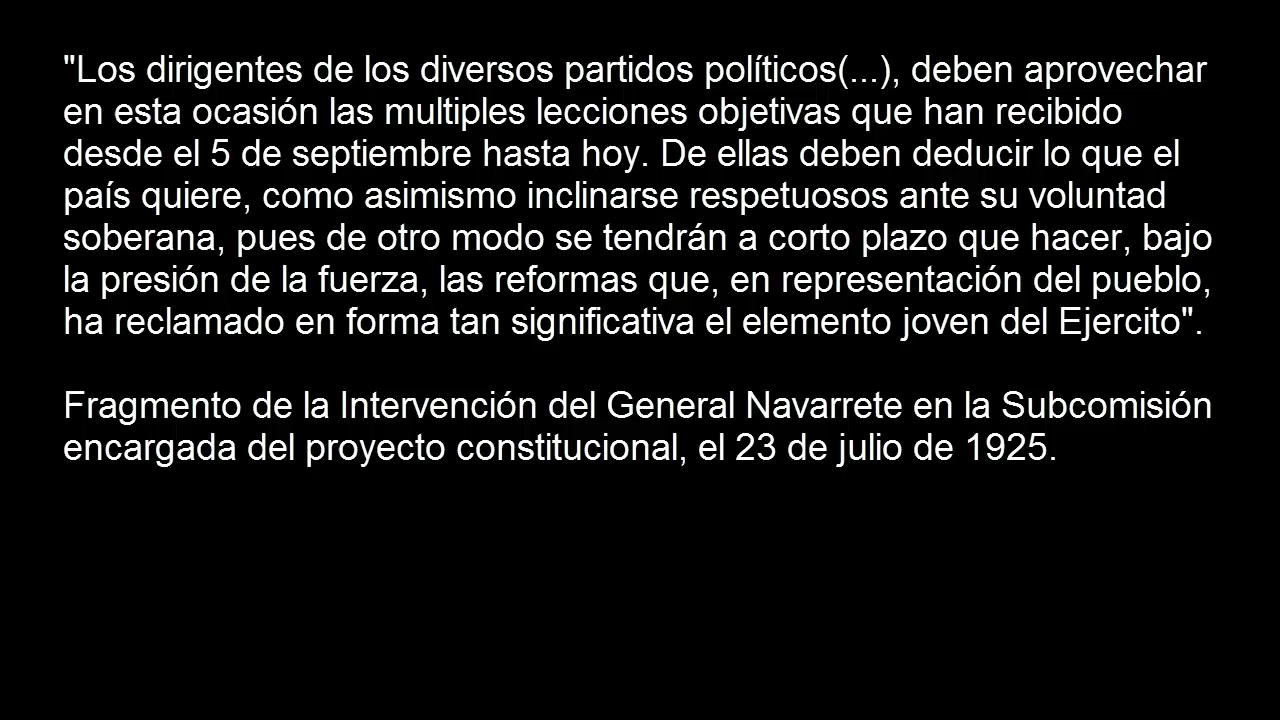 "Los dirigentes de los diversos partidos políticos(...), deben aprovechar
en esta ocasión las multiples lecciones objetivas que han recibido
desde el 5 de septiembre hasta hoy. De ellas deben deducir lo que el
país quiere, como asimismo inclinarse respetuosos ante su voluntad
soberana, pues de otro modo se tendrán a corto plazo que hacer, bajo
la presión de la fuerza, las reformas que, en representación del pueblo,
ha reclamado en forma tan significativa el elemento joven del Ejercito".
Fragmento de la Intervención del General Navarrete en la Subcomisión
encargada del proyecto constitucional, el 23 de julio de 1925.